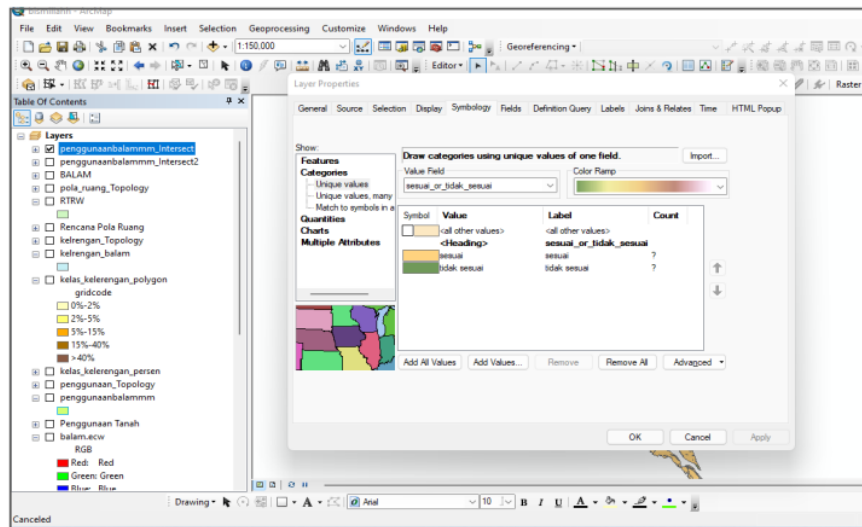 bismillahh - ArcMap
File Edit View Bookmarks Insert Selection Geoprocessing Customize Windows Help
1:150.000
Georeferencing
Editor
Raster
Table Of Contents
Layers
penggunaanbalammm_Intersect
penggunaanbalammm_Intersect2
BALAM
pola_ruang_Topology
RTRW
Rencana Pola Ruang
kelrengan_Topology
kelrengan_balam
kelas_kelerengan_polygon
gridcode
0%-2%
2%-5%
5%-15%
15%-40%
>40%
kelas_kelerengan_persen
penggunaan_Topology
penggunaanbalammm
Penggunaan Tanah
balam.ecw
RGB
Red: Red
Green: Green
Blue: Blue
Layer Properties
General Source Selection Display Symbology Fields Definition Query Labels Joins & Relates Time HTML Popup
Show:
Features
Categories
Unique values
Unique values, many
Match to symbols in a
Quantities
Charts
Multiple Attributes
Draw categories using unique values of one field.
Import...
Value Field
sesuai_or_tidak_sesuai
Color Ramp
Symbol Value Label Count
<all other values> <all other values>
<Heading> sesuai_or_tidak_sesuai
sesuai sesuai ?
tidak sesuai tidak sesuai ?
Add All Values Add Values... Remove Remove All Advanced
OK Cancel Apply
Drawing A Arial 10 B I U A
Canceled